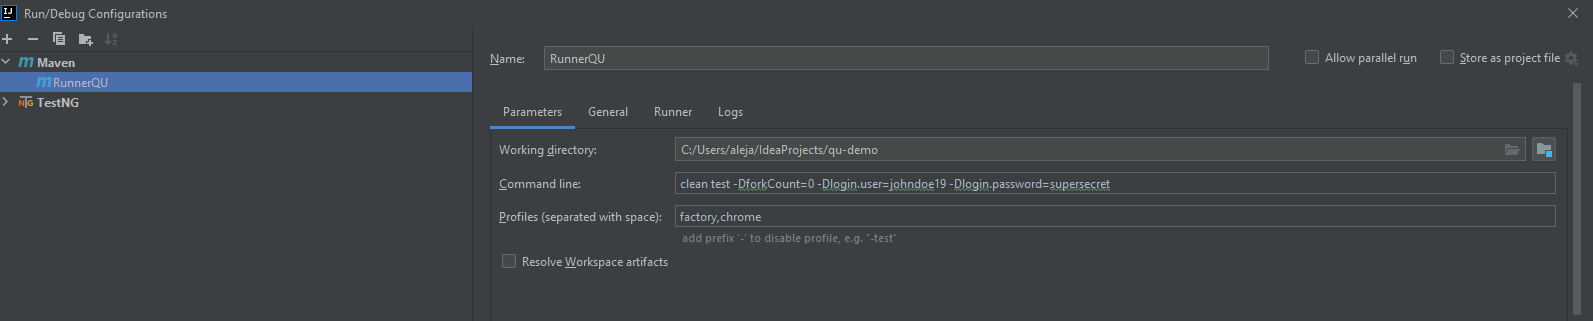 Run/Debug Configurations
Maven
RunnerQU
TestNG
Name: RunnerQU
Allow parallel run
Store as project file
Parameters General Runner Logs
Working directory: C:/Users/aleja/IdeaProjects/qu-demo
Command line: clean test -DforkCount=0 -Dlogin.user=johndoe19 -Dlogin.password=supersecret
Profiles (separated with space): factory,chrome
add prefix '-' to disable profile, e.g. "-test"
Resolve Workspace artifacts